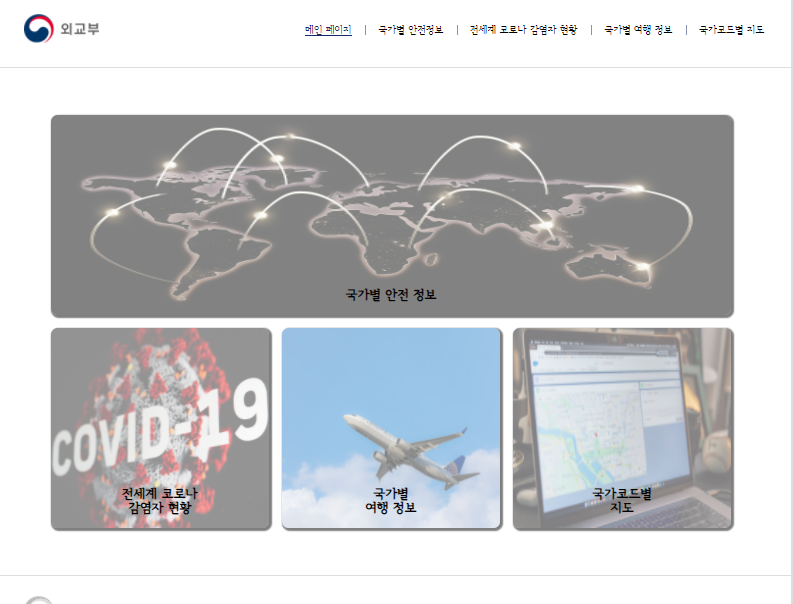 외교부
메인 페이지 | 국가별 안전정보 | 전세계 코로나 감염자 현황 | 국가별 여행 정보 | 국가코드별 지도
국가별 안전 정보
COVID-19
전세계 코로나
감염자 현황
국가별
여행 정보
국가코드별
지도